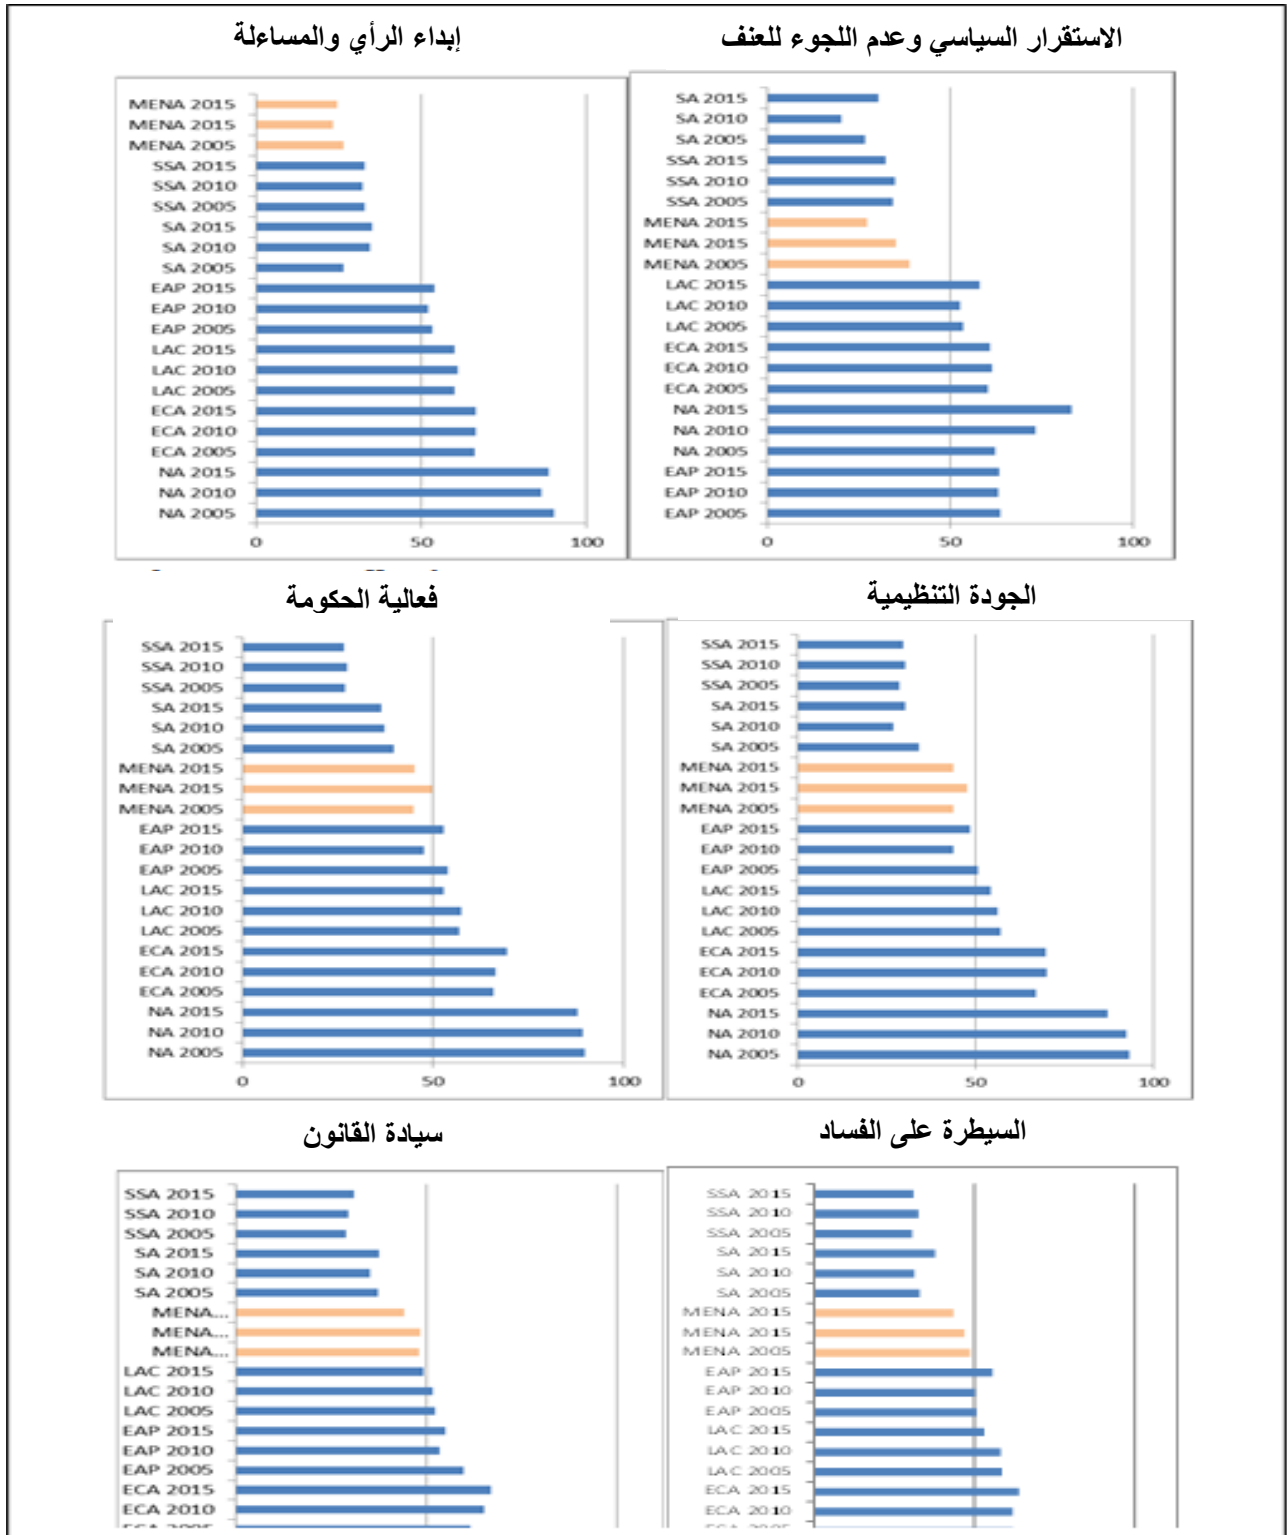 الاستقرار السياسي وعدم اللجوء للعنف
SA 2015
SA 2010
SA 2005
SSA 2015
SSA 2010
SSA 2005
MENA 2015
MENA 2015
MENA 2005
LAC 2015
LAC 2010
LAC 2005
ECA 2015
ECA 2010
ECA 2005
NA 2015
NA 2010
NA 2005
EAP 2015
EAP 2010
EAP 2005
0 50 100
إبداء الرأي والمساءلة
MENA 2015
MENA 2015
MENA 2005
SSA 2015
SSA 2010
SSA 2005
SA 2015
SA 2010
SA 2005
EAP 2015
EAP 2010
EAP 2005
LAC 2015
LAC 2010
LAC 2005
ECA 2015
ECA 2010
ECA 2005
NA 2015
NA 2010
NA 2005
0 50 100
الجودة التنظيمية
SSA 2015
SSA 2010
SSA 2005
SA 2015
SA 2010
SA 2005
MENA 2015
MENA 2015
MENA 2005
EAP 2015
EAP 2010
EAP 2005
LAC 2015
LAC 2010
LAC 2005
ECA 2015
ECA 2010
ECA 2005
NA 2015
NA 2010
NA 2005
0 50 100
فعالية الحكومة
SSA 2015
SSA 2010
SSA 2005
SA 2015
SA 2010
SA 2005
MENA 2015
MENA 2015
MENA 2005
EAP 2015
EAP 2010
EAP 2005
LAC 2015
LAC 2010
LAC 2005
ECA 2015
ECA 2010
ECA 2005
NA 2015
NA 2010
NA 2005
0 50 100
السيطرة على الفساد
SSA 2015
SSA 2010
SSA 2005
SA 2015
SA 2010
SA 2005
MENA 2015
MENA 2015
MENA 2005
EAP 2015
EAP 2010
EAP 2005
LAC 2015
LAC 2010
LAC 2005
ECA 2015
ECA 2010
سيادة القانون
SSA 2015
SSA 2010
SSA 2005
SA 2015
SA 2010
SA 2005
MENA...
MENA...
MENA...
LAC 2015
LAC 2010
LAC 2005
EAP 2015
EAP 2010
EAP 2005
ECA 2015
ECA 2010